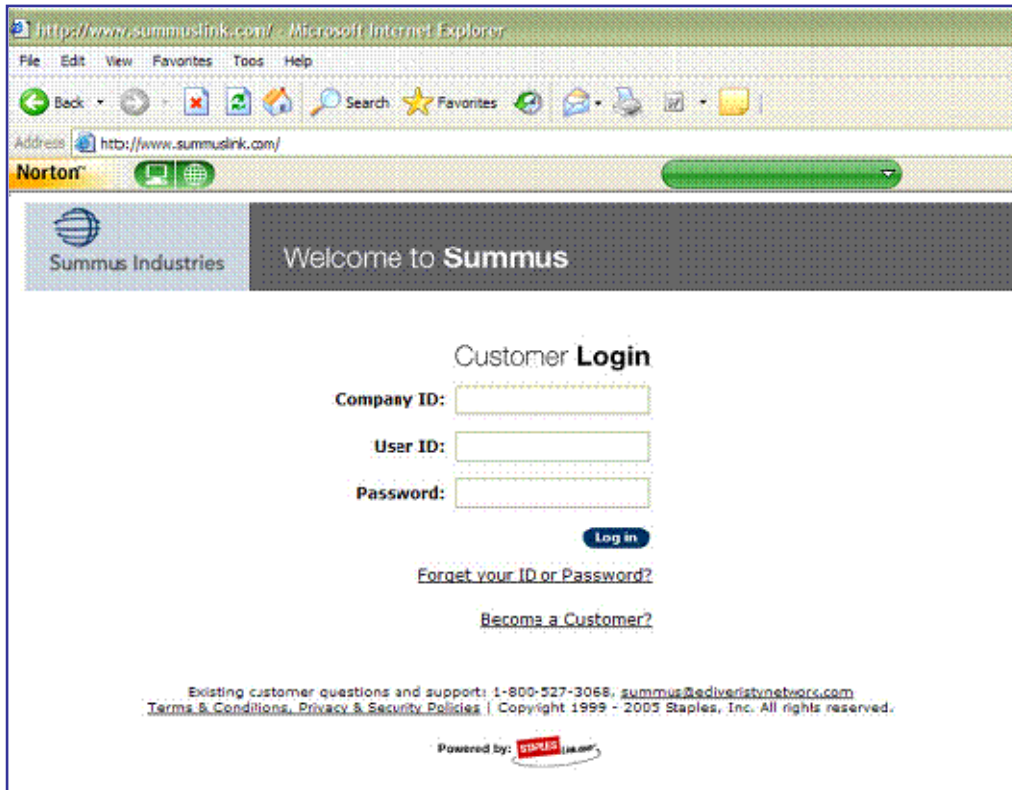 http://www.summuslink.com/ - Microsoft Internet Explorer
File Edit View Favorites Toos Help
Back Search Favorites
Address http://www.summuslink.com/
Norton™
Summus Industries
Welcome to Summus
Customer Login
Company ID:
User ID:
Password:
Log in
Forget your ID or Password?
Become a Customer?
Existing customer questions and support: 1-800-527-3068, summus@ediveristynetwork.com
Terms & Conditions, Privacy & Security Policies | Copyright 1999 - 2005 Staples, Inc. All rights reserved.
Powered by: STAPLES